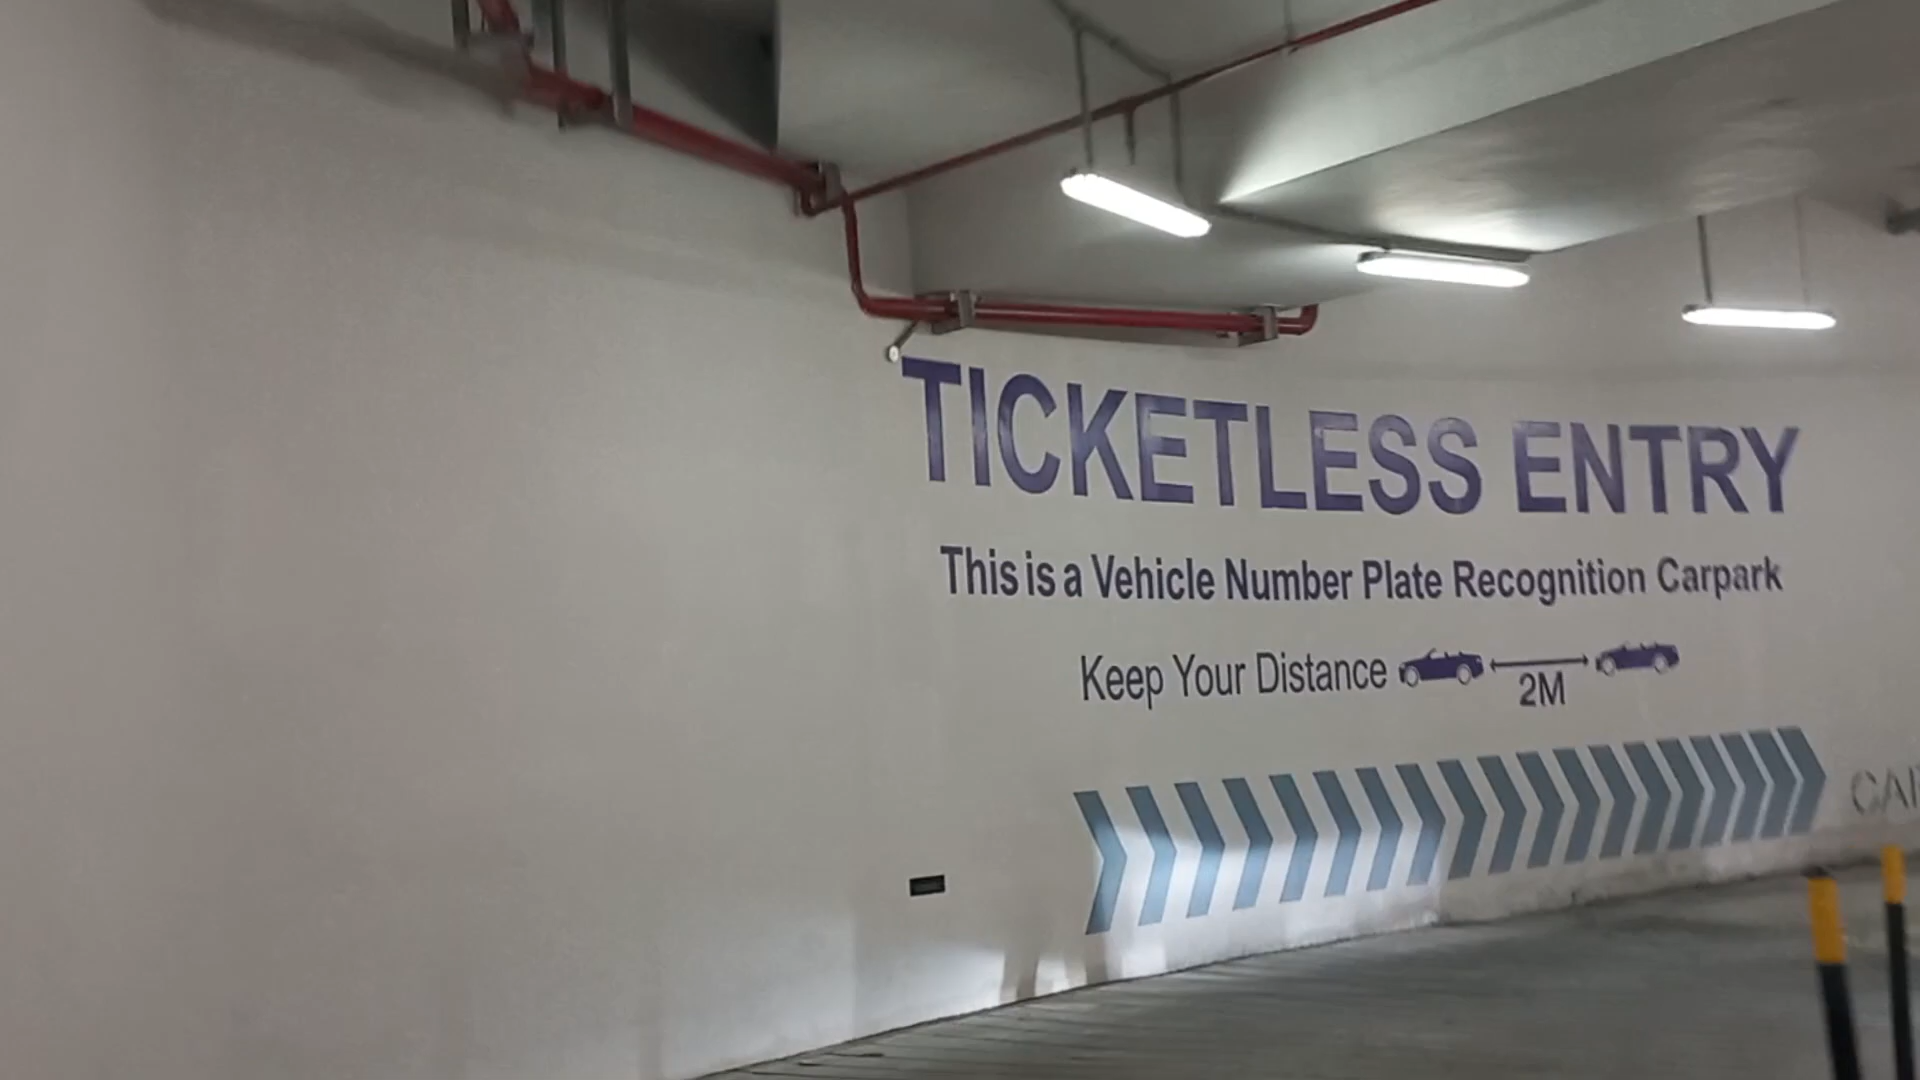 TICKETLESS ENTRY
This is a Vehicle Number Plate Recognition Carpark
Keep Your Distance
2M